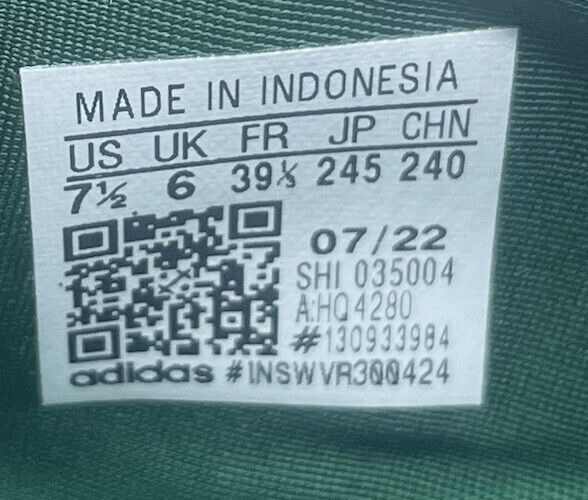 MADE IN INDONESIA
US UK FR JP CHN
7½ 6 39⅓ 245 240
07/22
SHI 035004
A:HQ4280
#130933984
adidas #INSWVR300424